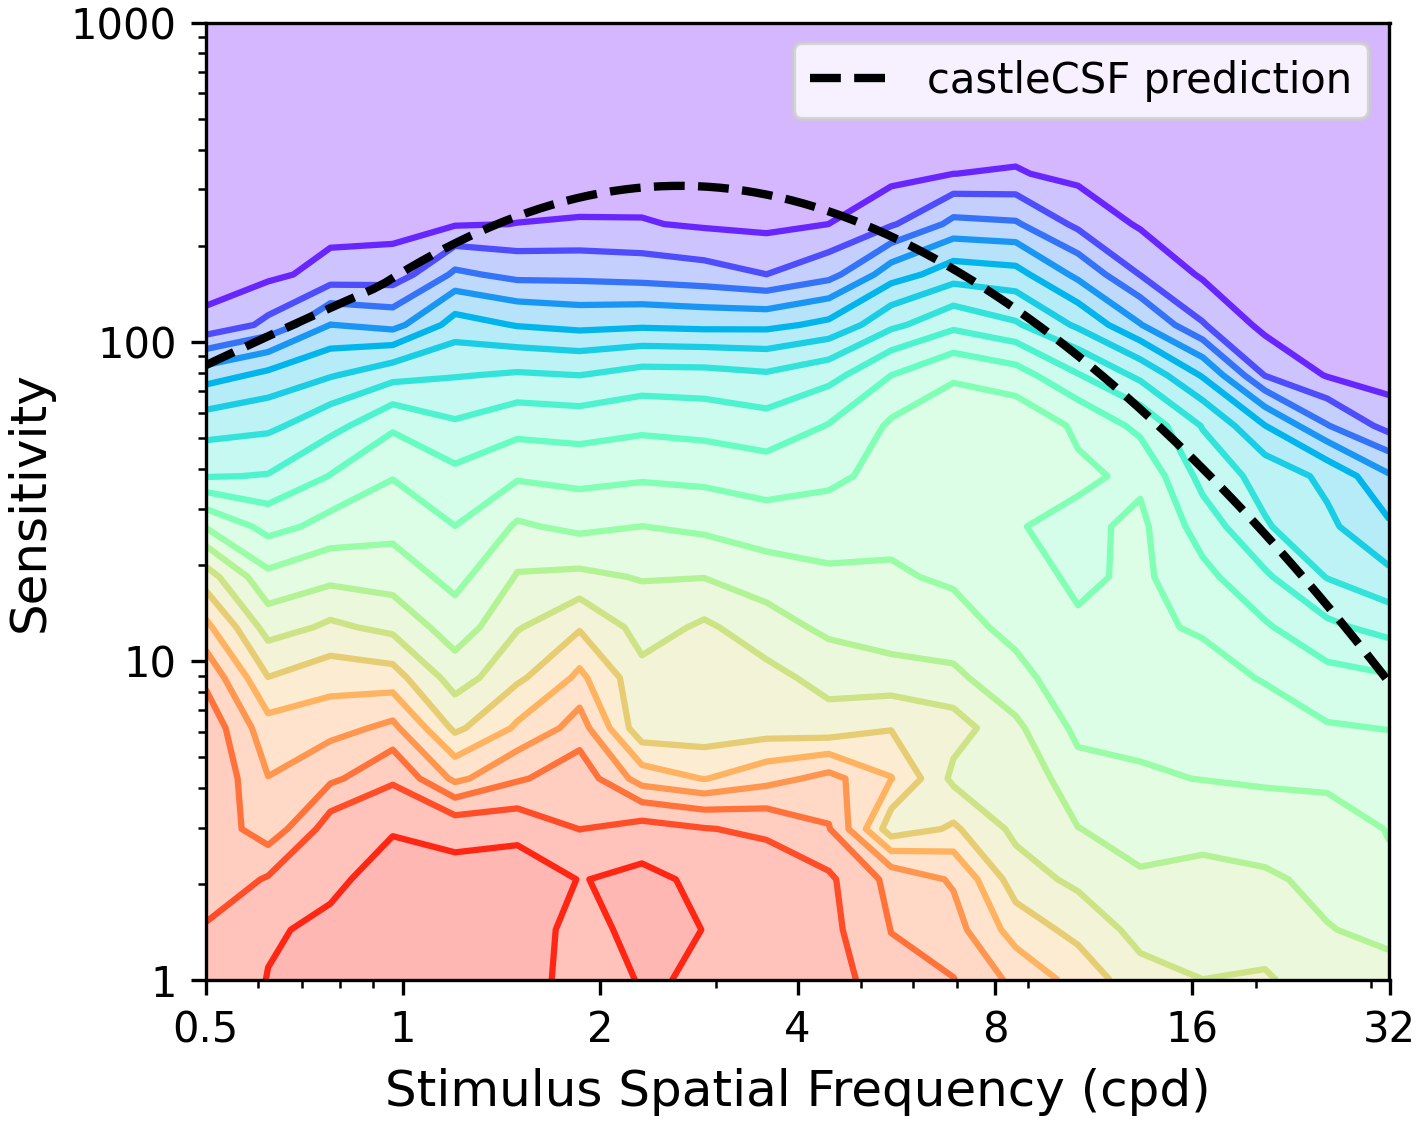 1000
castleCSF prediction
100
Sensitivity
10
1
0.5 1 2 4 8 16 32
Stimulus Spatial Frequency (cpd)